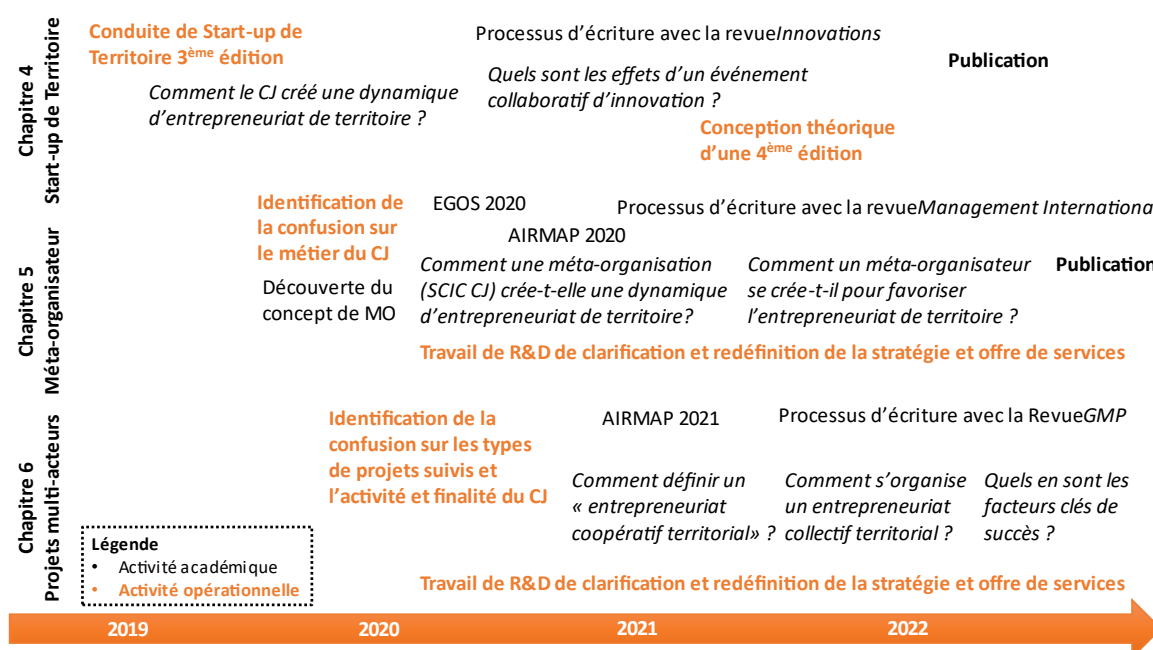 Chapitre 4
Start-up de Territoire
Conduite de Start-up de
Territoire 3ème édition
Comment le CJ créé une dynamique
d’entrepreneuriat de territoire ?
Processus d’écriture avec la revueInnovations
Quels sont les effets d’un événement
collaboratif d’innovation ?
Publication
Conception théorique
d’une 4ème édition
Chapitre 5
Méta-organisateur
Identification de
la confusion sur
le métier du CJ
Découverte du
concept de MO
EGOS 2020
AIRMAP 2020
Processus d’écriture avec la revueManagement Internationa
Comment une méta-organisation
(SCIC CJ) crée-t-elle une dynamique
d’entrepreneuriat de territoire?
Comment un méta-organisateur
se crée-t-il pour favoriser
l’entrepreneuriat de territoire ?
Publication
Travail de R&D de clarification et redéfinition de la stratégie et offre de services
Chapitre 6
Projets multi-acteurs
Identification de la
confusion sur les types
de projets suivis et
l’activité et finalité du CJ
AIRMAP 2021
Processus d’écriture avec la RevueGMP
Comment définir un
« entrepreneuriat
coopératif territorial» ?
Comment s’organise
un entrepreneuriat
collectif territorial ?
Quels en sont les
facteurs clés de
succès ?
Travail de R&D de clarification et redéfinition de la stratégie et offre de services
Légende
• Activité académique
• Activité opérationnelle
2019 2020 2021 2022